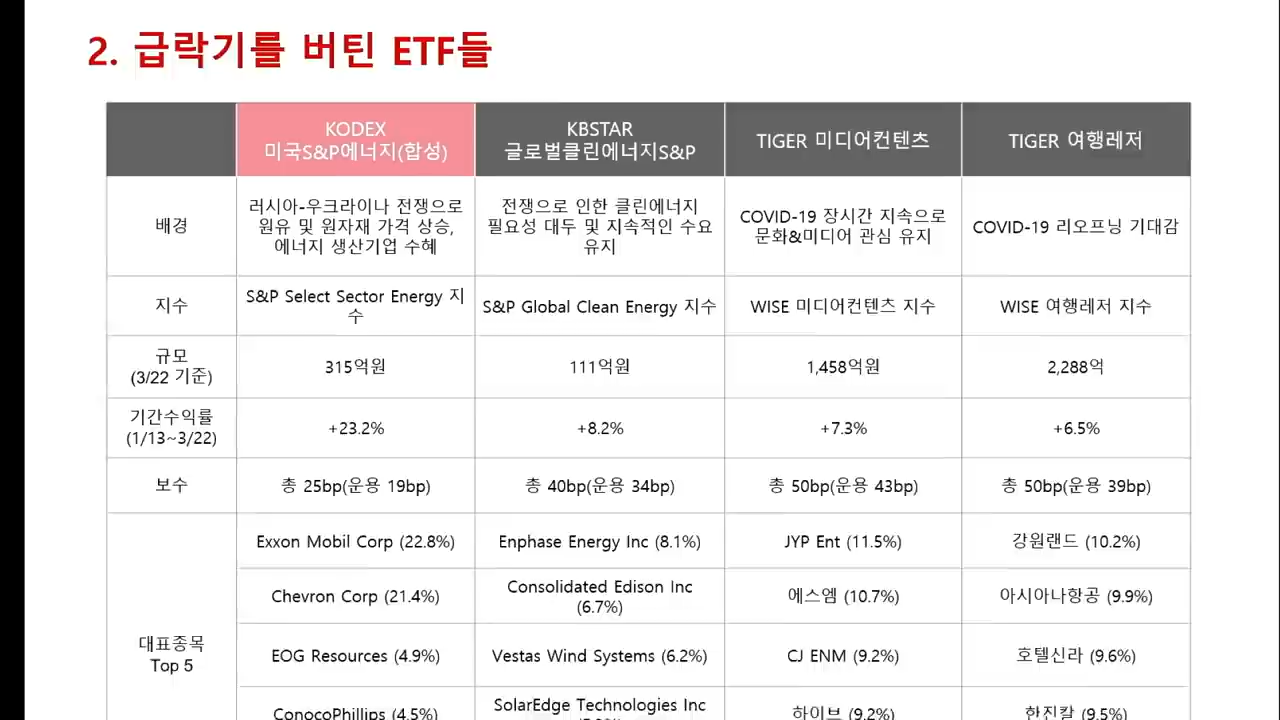 2. 급락기를 버틴 ETF들
KODEX
미국S&P에너지(합성)
KBSTAR
글로벌클린에너지S&P
TIGER 미디어컨텐츠
TIGER 여행레저
배경
러시아-우크라이나 전쟁으로
원유 및 원자재 가격 상승,
에너지 생산기업 수혜
전쟁으로 인한 클린에너지
필요성 대두 및 지속적인 수요
유지
COVID-19 장시간 지속으로
문화&미디어 관심 유지
COVID-19 리오프닝 기대감
지수
S&P Select Sector Energy 지
수
S&P Global Clean Energy 지수
WISE 미디어컨텐츠 지수
WISE 여행레저 지수
규모
(3/22 기준)
315억원
111억원
1,458억원
2,288억
기간수익률
(1/13~3/22)
+23.2%
+8.2%
+7.3%
+6.5%
보수
총 25bp(운용 19bp)
총 40bp(운용 34bp)
총 50bp(운용 43bp)
총 50bp(운용 39bp)
대표종목
Top 5
Exxon Mobil Corp (22.8%)
Enphase Energy Inc (8.1%)
JYP Ent (11.5%)
강원랜드 (10.2%)
Chevron Corp (21.4%)
Consolidated Edison Inc
(6.7%)
에스엠 (10.7%)
아시아나항공 (9.9%)
EOG Resources (4.9%)
Vestas Wind Systems (6.2%)
CJ ENM (9.2%)
호텔신라 (9.6%)
ConocoPhillips (4.5%)
SolarEdge Technologies Inc
하이브 (9.2%)
한진칼 (9.5%)